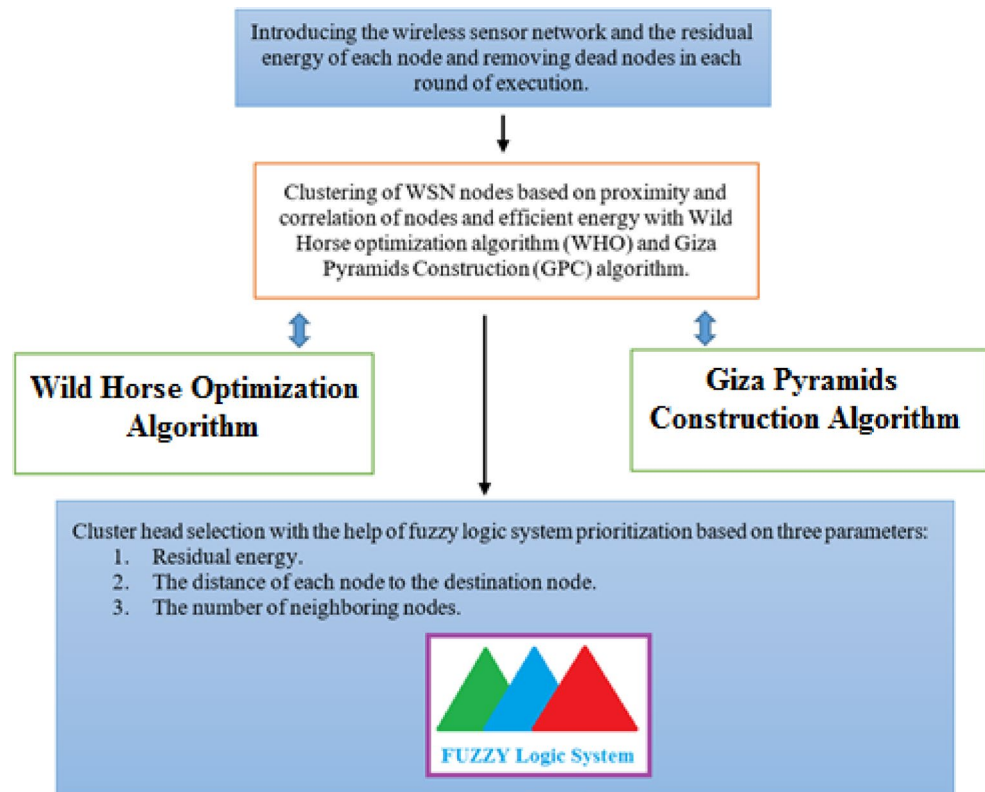 Introducing the wireless sensor network and the residual
energy of each node and removing dead nodes in each
round of execution.
Clustering of WSN nodes based on proximity and
correlation of nodes and efficient energy with Wild
Horse optimization algorithm (WHO) and Giza
Pyramids Construction (GPC) algorithm.
Wild Horse Optimization
Algorithm
Giza Pyramids
Construction Algorithm
Cluster head selection with the help of fuzzy logic system prioritization based on three parameters:
1. Residual energy.
2. The distance of each node to the destination node.
3. The number of neighboring nodes.
FUZZY Logic System